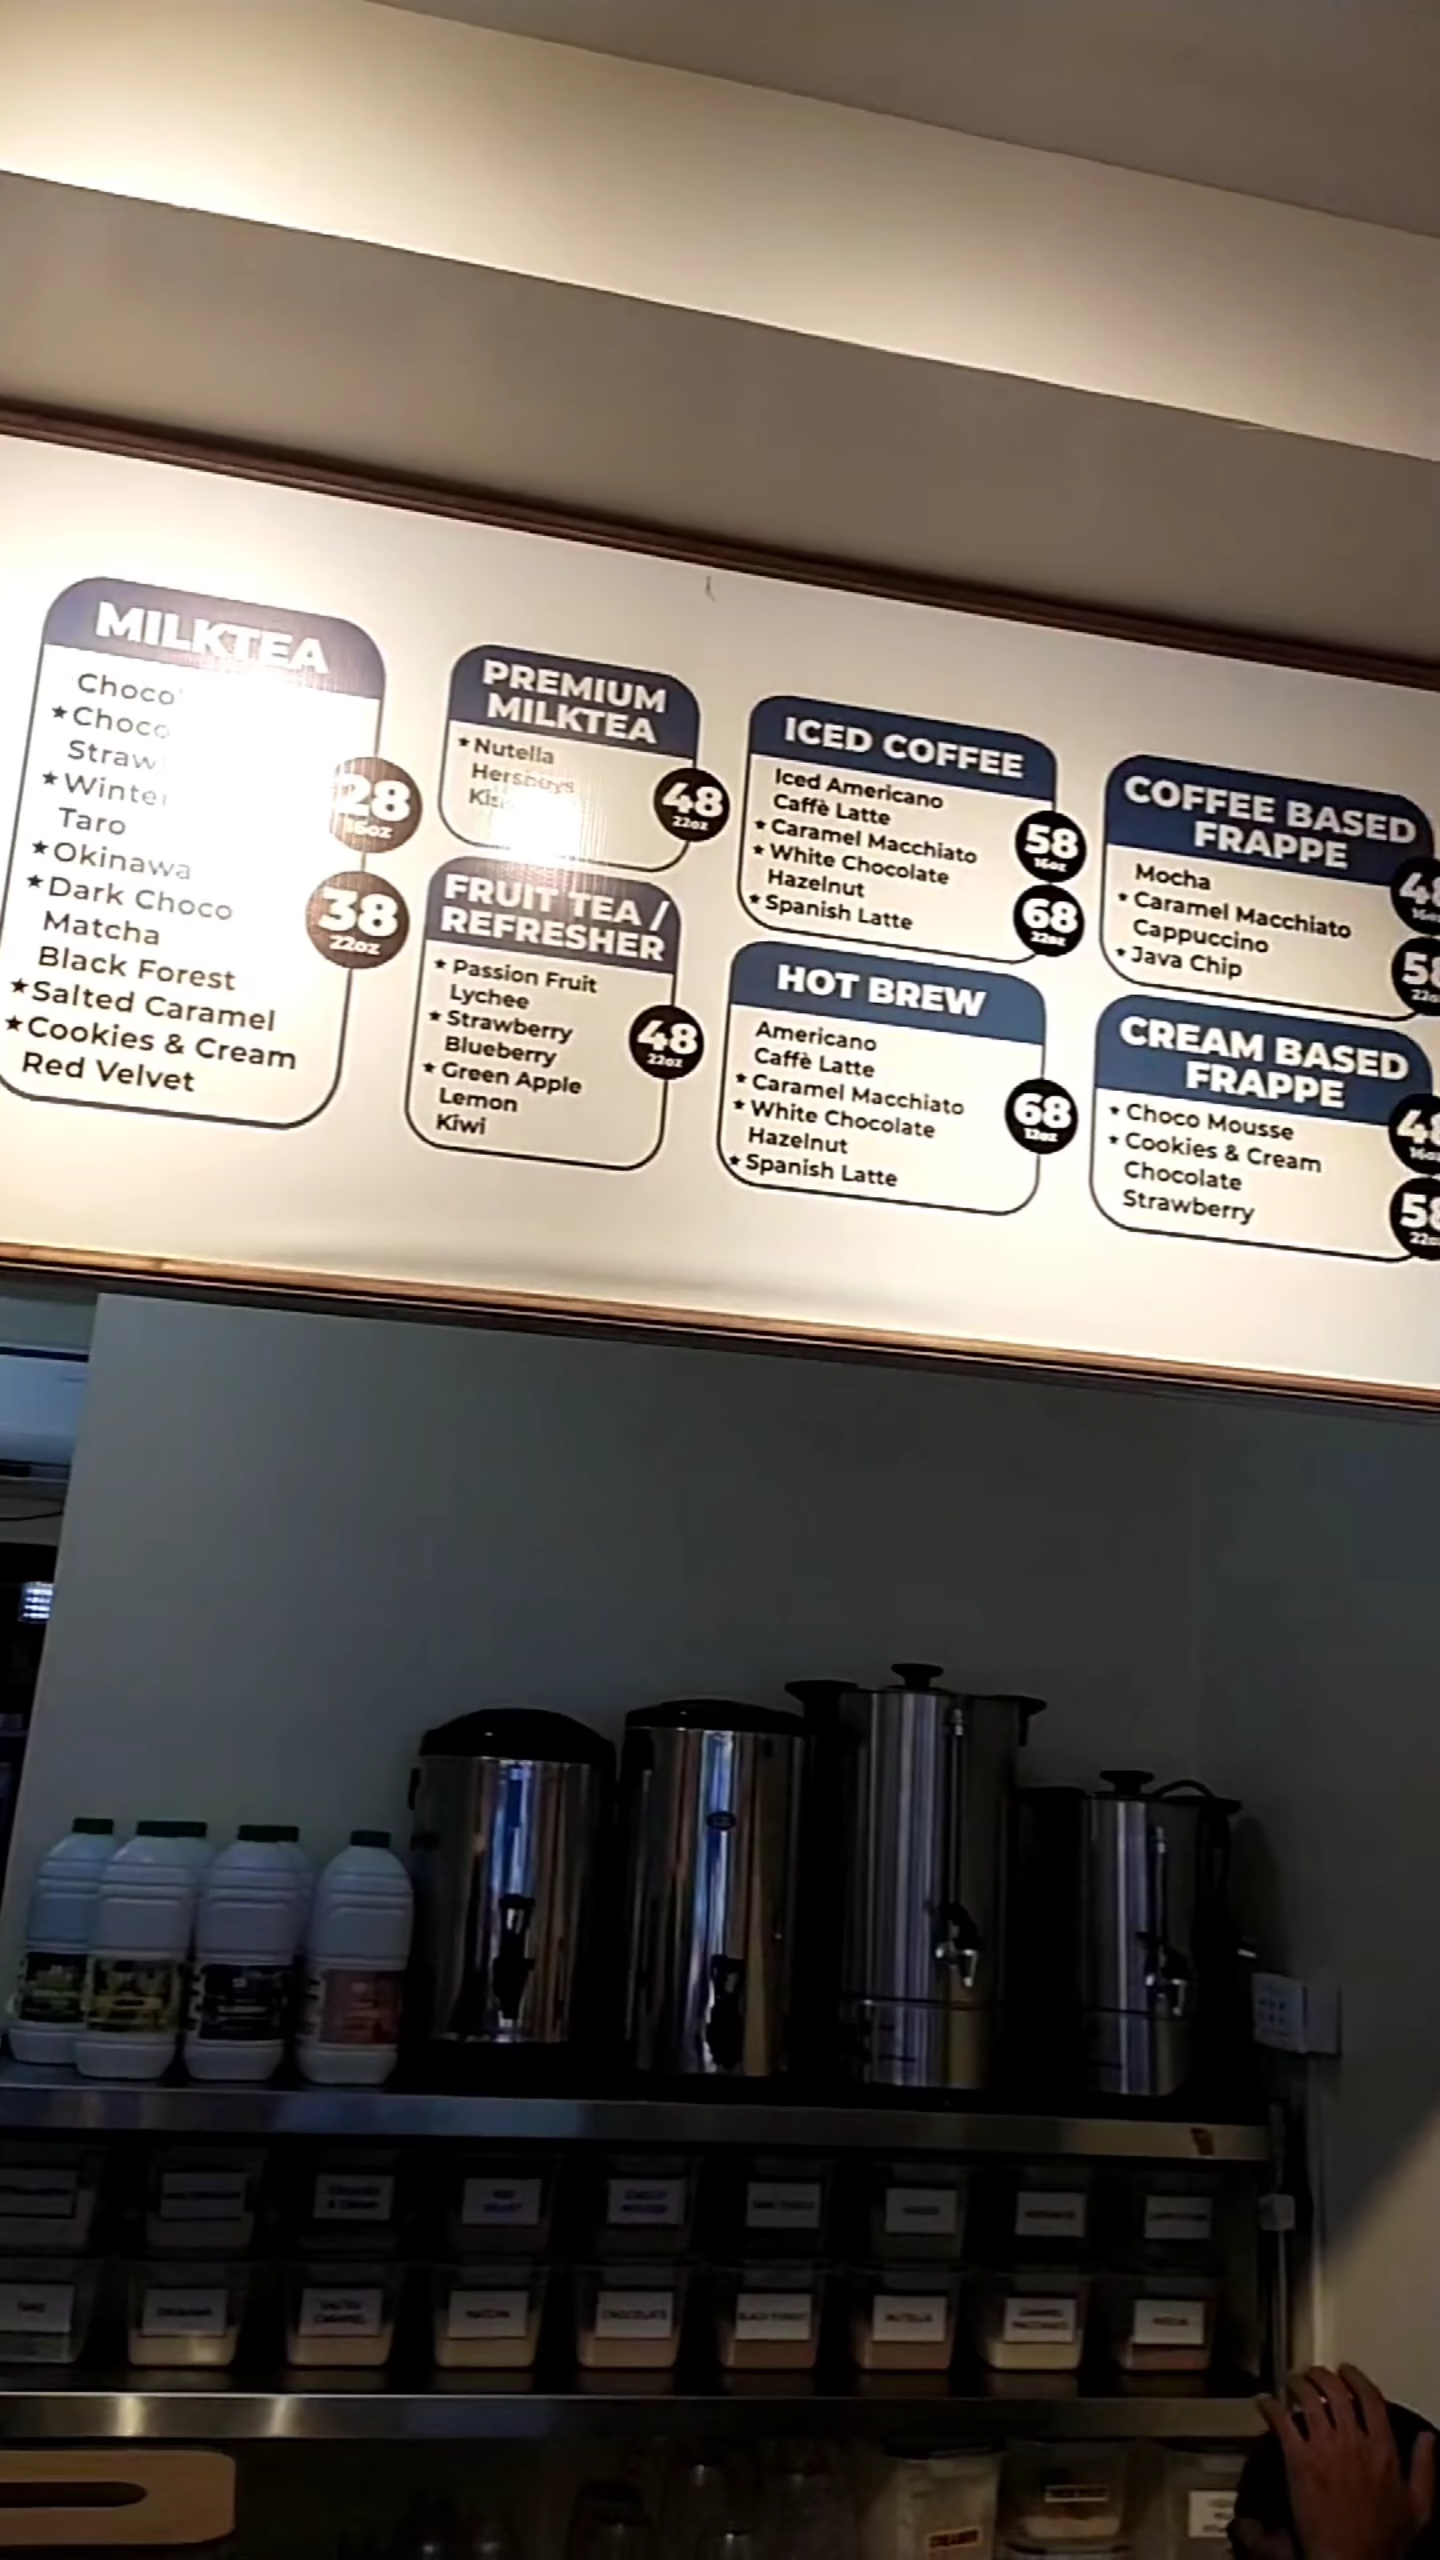 MILKTEA
★
Straw
★
Taro
★Okinawa
★Dark Choco
Matcha
Black Forest
★Salted Caramel
★Cookies & Cream
Red Velvet
28
16oz
38
22oz
PREMIUM
MILKTEA
★ Nutella
48
22oz
FRUIT TEA /
REFRESHER
★ Passion Fruit
Lychee
★ Strawberry
Blueberry
★ Green Apple
Lemon
Kiwi
48
22oz
ICED COFFEE
Iced Americano
Caffè Latte
★ Caramel Macchiato
★ White Chocolate
Hazelnut
★ Spanish Latte
58
16oz
68
22oz
HOT BREW
Americano
Caffè Latte
★ Caramel Macchiato
★ White Chocolate
Hazelnut
★ Spanish Latte
68
12oz
COFFEE BASED
FRAPPE
Mocha
★ Caramel Macchiato
Cappuccino
★ Java Chip
CREAM BASED
FRAPPE
★ Choco Mousse
★ Cookies & Cream
Chocolate
Strawberry